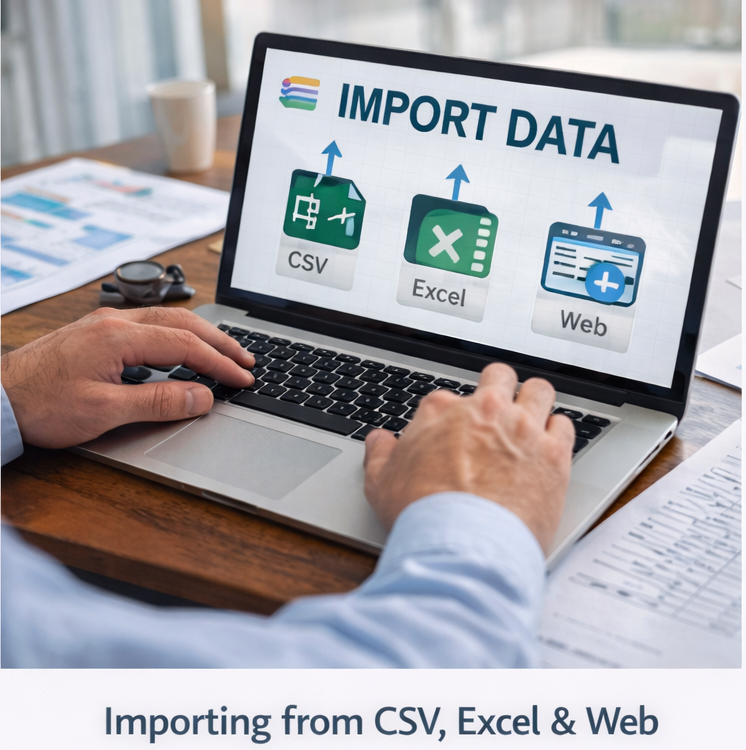 IMPORT DATA
CSV
Excel
Web
Importing from CSV, Excel & Web